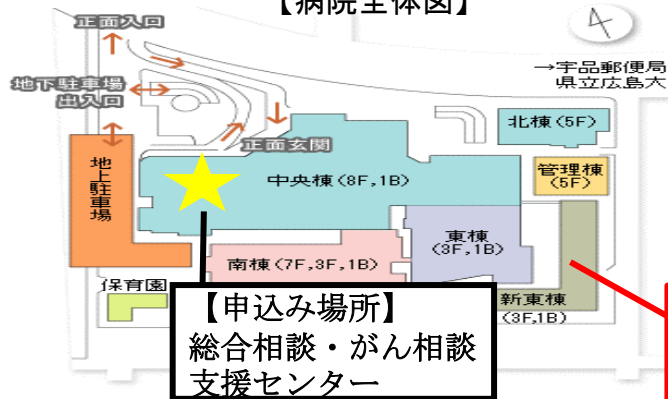 【病院全体図】
正面入口
→宇品郵便局
県立広島大
地下駐車場
出入口
正面玄関
北棟(5F)
地上駐車場
中央棟(8F,1B)
管理棟
(5F)
東棟
(3F,1B)
南棟(7F,3F,1B)
保育園
新東棟
(3F,1B)
【申込み場所】
総合相談・がん相談
支援センター